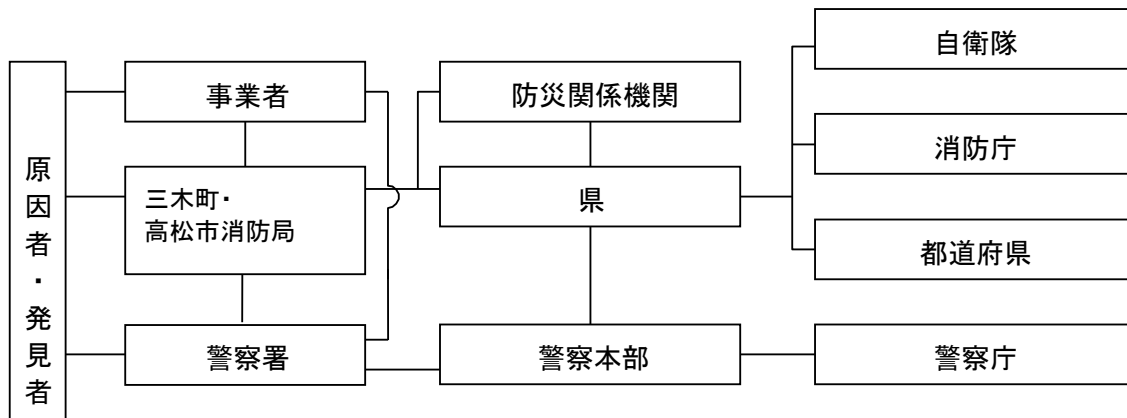 原因者・発見者
事業者
三木町・
高松市消防局
警察署
防災関係機関
県
警察本部
自衛隊
消防庁
都道府県
警察庁